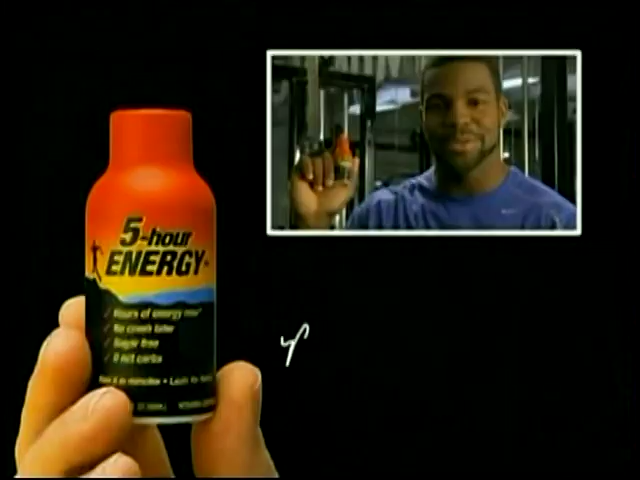 5-hour
ENERGY
Hours of energy now*
No crash later
Sugar free
0 net carbs